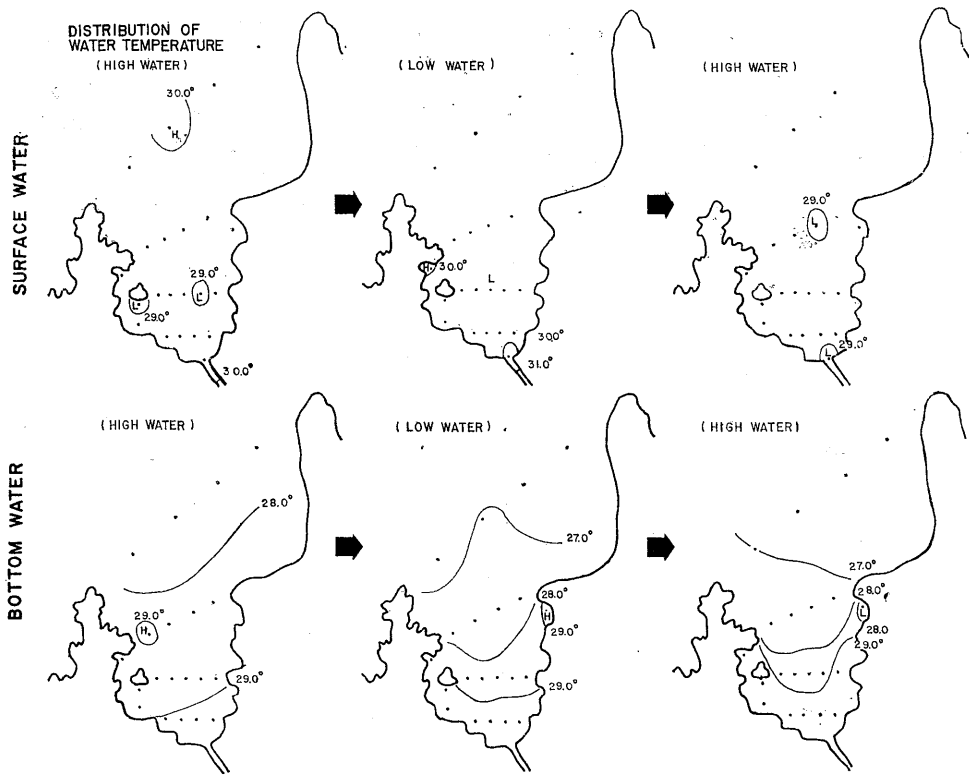 DISTRIBUTION OF
WATER TEMPERATURE
(HIGH WATER)
(LOW WATER)
(HIGH WATER)
SURFACE WATER
30.0°
H
29.0°
L
L
29.0°
30.0°
H
30.0°
L
30.0°
31.0°
29.0°
L
L
29.0°
BOTTOM WATER
(HIGH WATER)
(LOW WATER)
(HIGH WATER)
28.0°
29.0°
H
29.0°
27.0°
28.0°
H
29.0°
29.0°
27.0°
28.0°
L
28.0
29.0°